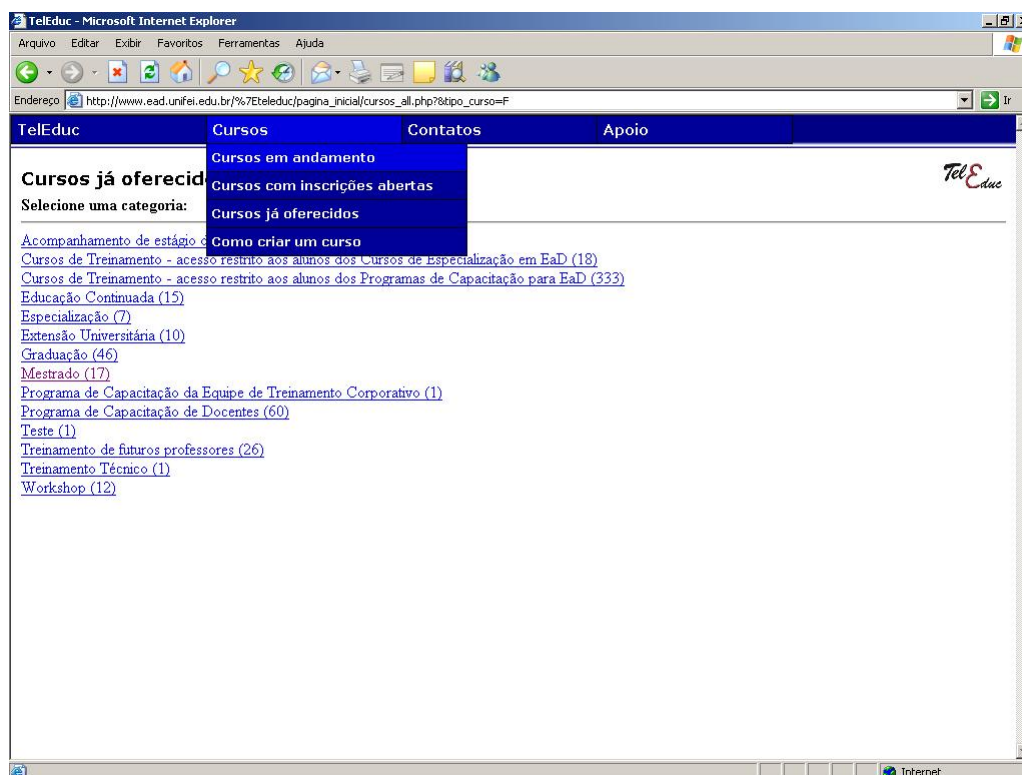 TelEduc - Microsoft Internet Explorer
Arquivo Editar Exibir Favoritos Ferramentas Ajuda
Endereço http://www.ead.unifei.edu.br/%7Eteleduc/pagina_inicial/cursos_all.php?&tipo_curso=F Ir
TelEduc Cursos Contatos Apoio
Cursos em andamento
Cursos com inscrições abertas
Cursos já oferecidos
Como criar um curso
Cursos já oferecid
TelEduc
Selecione uma categoria:
Acompanhamento de estágio
Cursos de Treinamento - acesso restrito aos alunos dos Cursos de Especialização em EaD (18)
Cursos de Treinamento - acesso restrito aos alunos dos Programas de Capacitação para EaD (333)
Educação Continuada (15)
Especialização (7)
Extensão Universitária (10)
Graduação (46)
Mestrado (17)
Programa de Capacitação da Equipe de Treinamento Corporativo (1)
Programa de Capacitação de Docentes (60)
Teste (1)
Treinamento de futuros professores (26)
Treinamento Técnico (1)
Workshop (12)
Internet